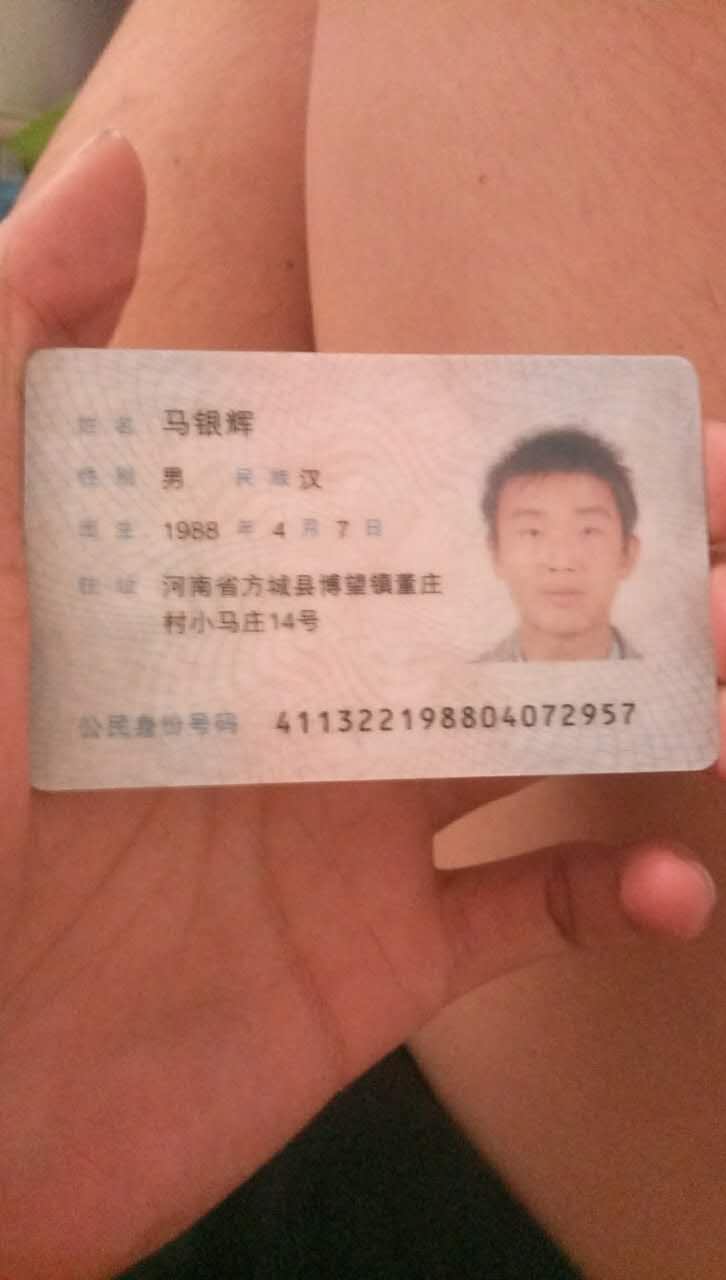 姓名 马银辉
性别 男 民族 汉
出生 1988 年 4 月 7 日
住址 河南省方城县博望镇董庄
村小马庄14号
公民身份号码 411322198804072957